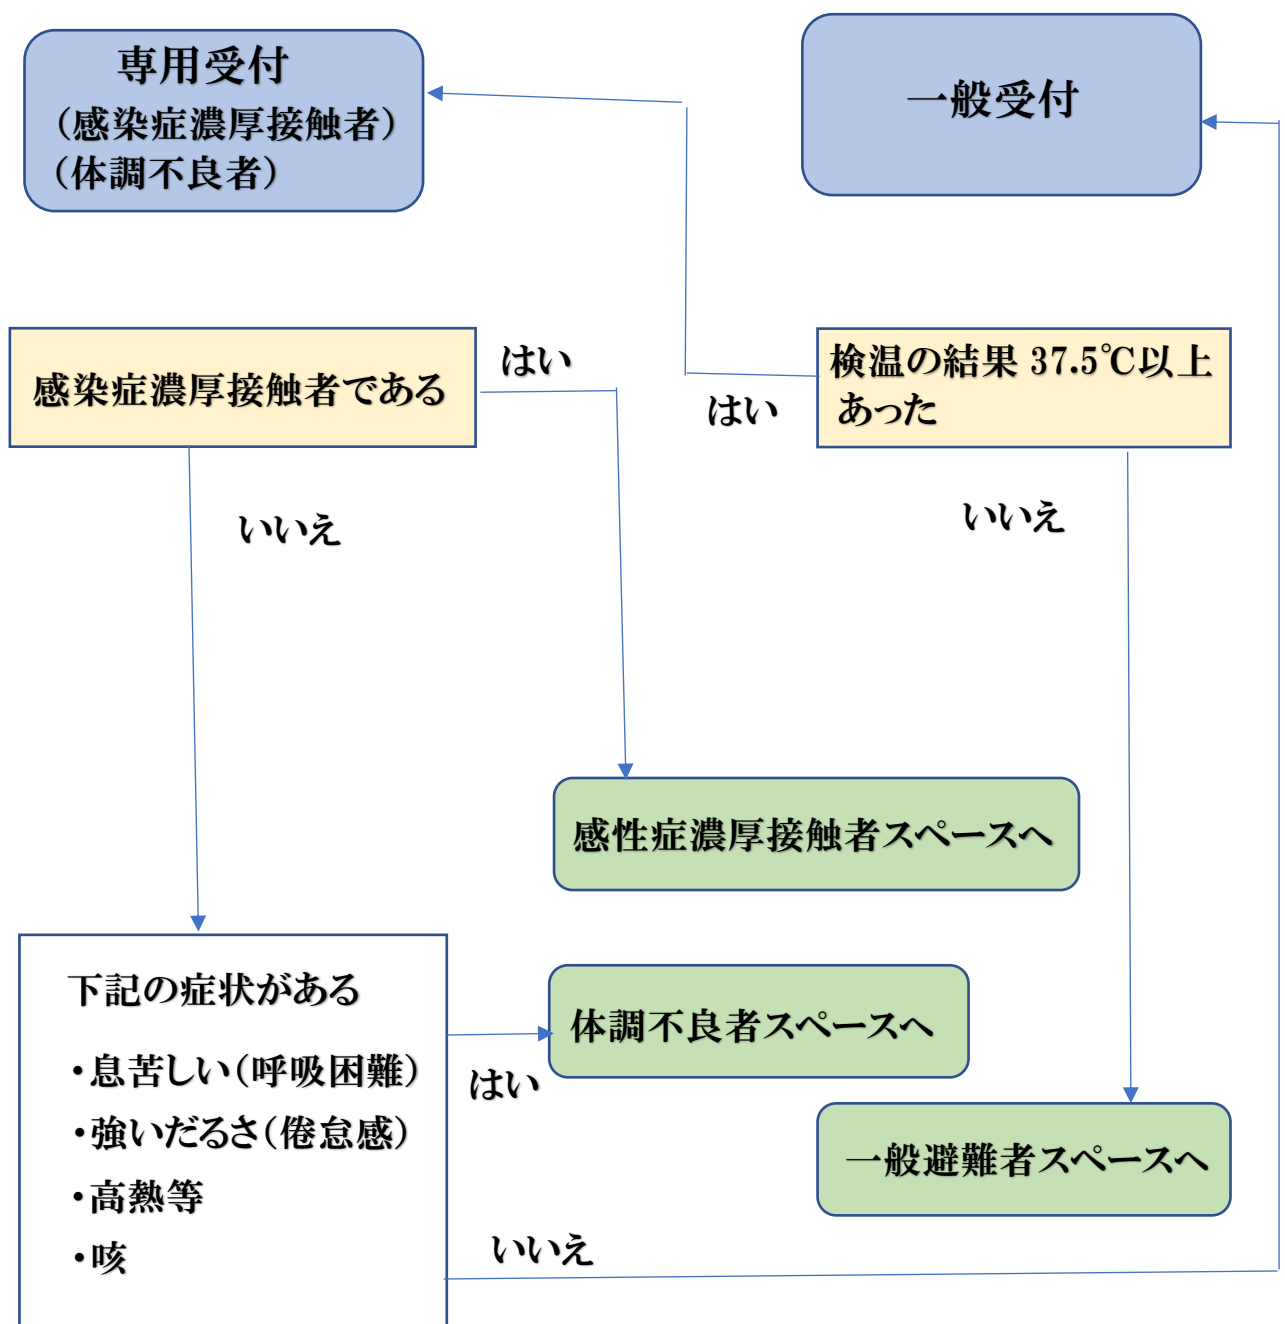 専用受付
（感染症濃厚接触者）
（体調不良者）
一般受付
感染症濃厚接触者である
はい
検温の結果 37.5℃以上
あった
はい
いいえ
いいえ
感性症濃厚接触者スペースへ
下記の症状がある
・息苦しい（呼吸困難）
・強いだるさ（倦怠感）
・高熱等
・咳
体調不良者スペースへ
はい
一般避難者スペースへ
いいえ